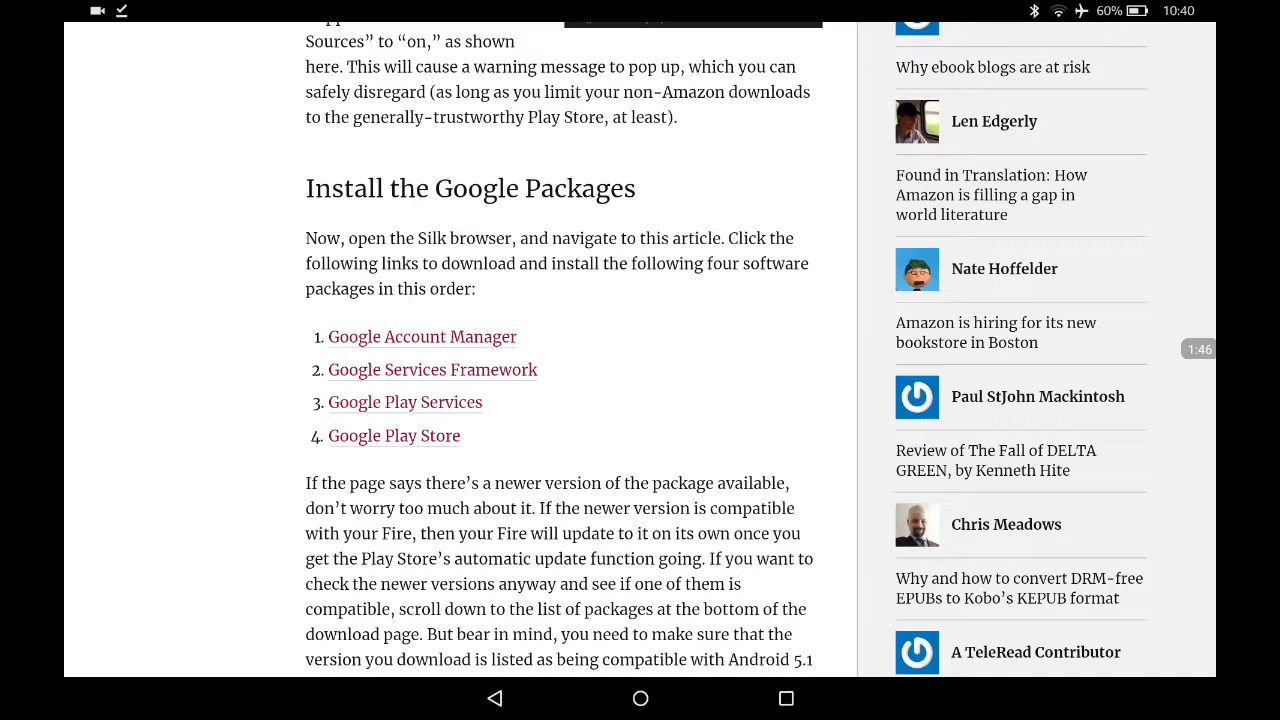 60%
10:40
Sources” to “on,” as shown
here. This will cause a warning message to pop up, which you can
safely disregard (as long as you limit your non-Amazon downloads
to the generally-trustworthy Play Store, at least).
Install the Google Packages
Now, open the Silk browser, and navigate to this article. Click the
following links to download and install the following four software
packages in this order:
1. Google Account Manager
2. Google Services Framework
3. Google Play Services
4. Google Play Store
If the page says there’s a newer version of the package available,
don’t worry too much about it. If the newer version is compatible
with your Fire, then your Fire will update to it on its own once you
get the Play Store’s automatic update function going. If you want to
check the newer versions anyway and see if one of them is
compatible, scroll down to the list of packages at the bottom of the
download page. But bear in mind, you need to make sure that the
version you download is listed as being compatible with Android 5.1
Why ebook blogs are at risk
Len Edgerly
Found in Translation: How
Amazon is filling a gap in
world literature
Nate Hoffelder
Amazon is hiring for its new
bookstore in Boston
1:46
Paul StJohn Mackintosh
Review of The Fall of DELTA
GREEN, by Kenneth Hite
Chris Meadows
Why and how to convert DRM-free
EPUBs to Kobo’s KEPUB format
A TeleRead Contributor